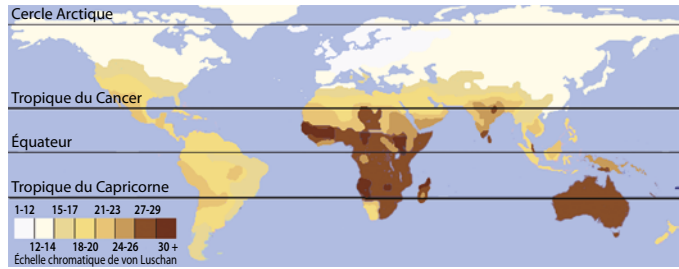 Cercle Arctique
Tropique du Cancer
Équateur
Tropique du Capricorne
1-12 15-17 21-23 27-29
12-14 18-20 24-26 30 +
Échelle chromatique de von Luschan